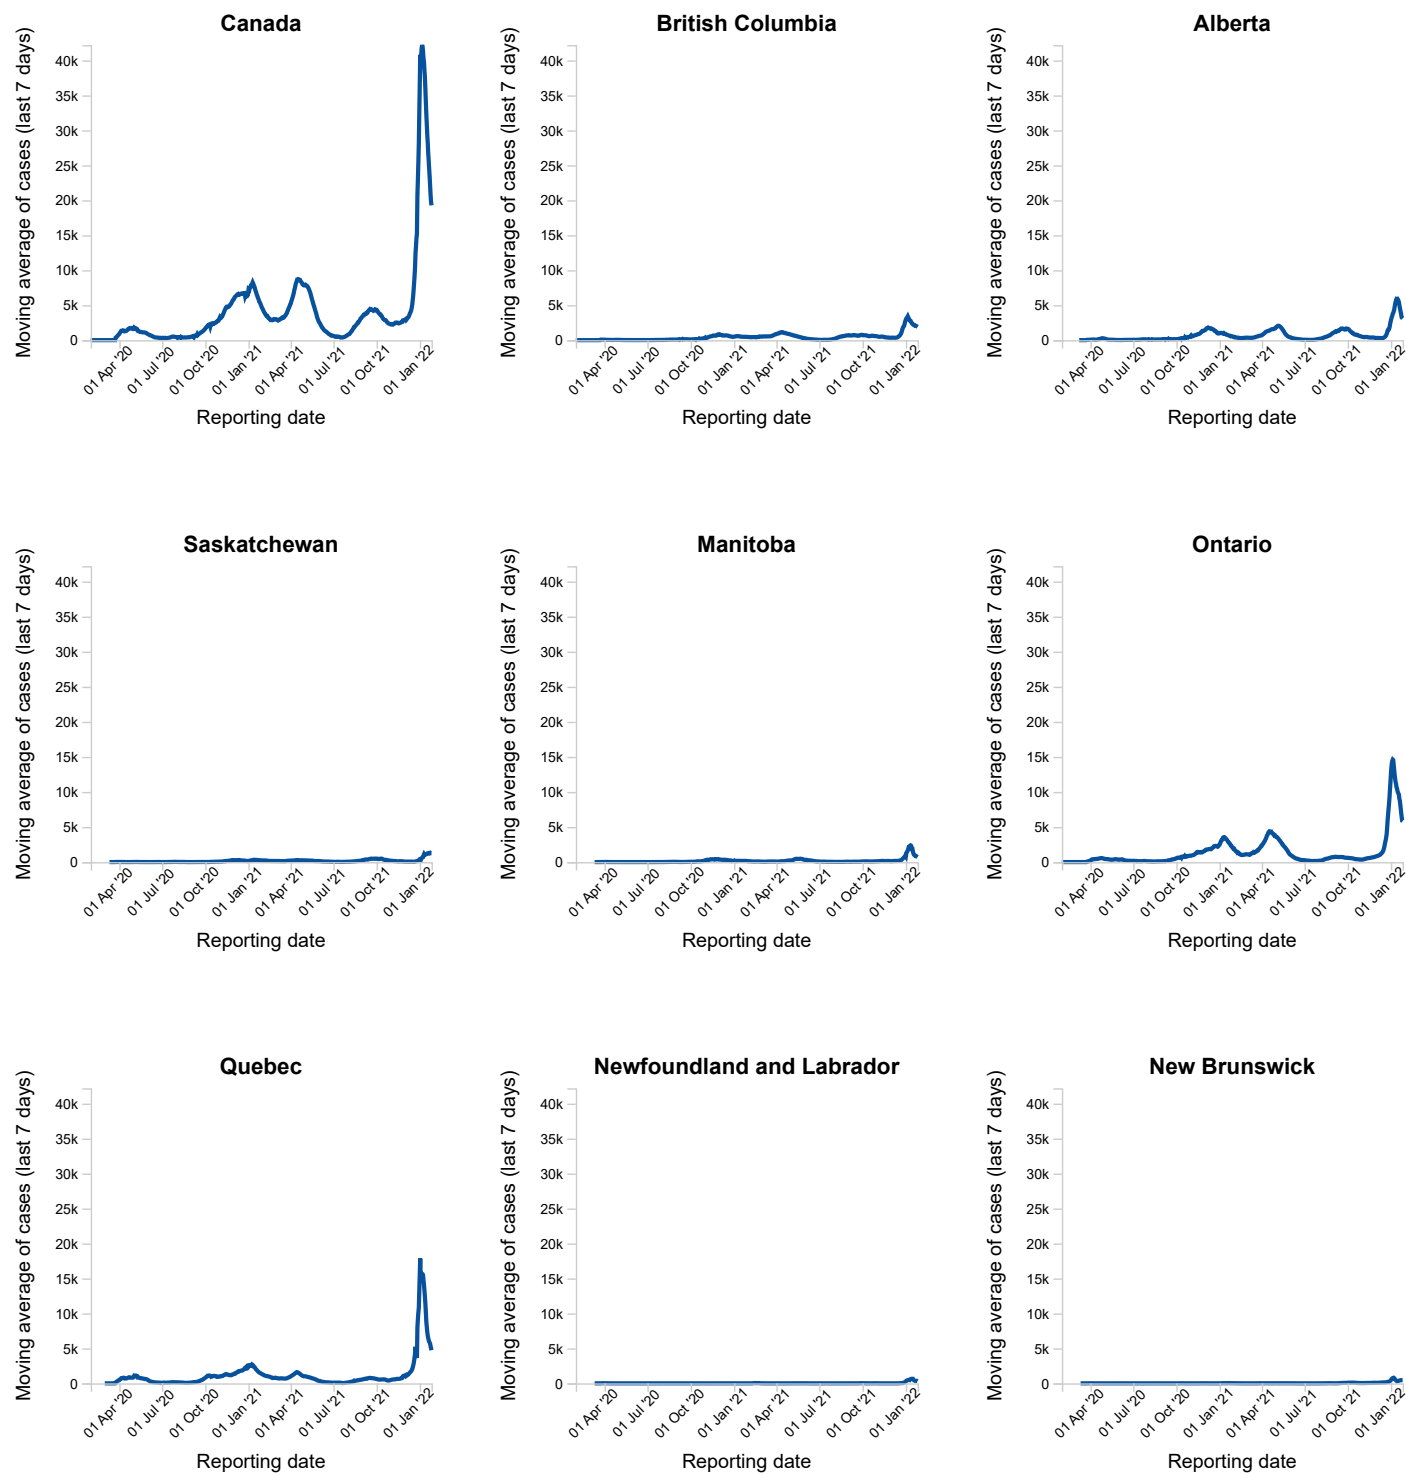 Canada
Moving average of cases (last 7 days)
40k
35k
30k
25k
20k
15k
10k
5k
0
01 Apr '20
01 Jul '20
01 Oct '20
01 Jan '21
01 Apr '21
01 Jul '21
01 Oct '21
01 Jan '22
Reporting date
British Columbia
Moving average of cases (last 7 days)
40k
35k
30k
25k
20k
15k
10k
5k
0
01 Apr '20
01 Jul '20
01 Oct '20
01 Jan '21
01 Apr '21
01 Jul '21
01 Oct '21
01 Jan '22
Reporting date
Alberta
Moving average of cases (last 7 days)
40k
35k
30k
25k
20k
15k
10k
5k
0
01 Apr '20
01 Jul '20
01 Oct '20
01 Jan '21
01 Apr '21
01 Jul '21
01 Oct '21
01 Jan '22
Reporting date
Saskatchewan
Moving average of cases (last 7 days)
40k
35k
30k
25k
20k
15k
10k
5k
0
01 Apr '20
01 Jul '20
01 Oct '20
01 Jan '21
01 Apr '21
01 Jul '21
01 Oct '21
01 Jan '22
Reporting date
Manitoba
Moving average of cases (last 7 days)
40k
35k
30k
25k
20k
15k
10k
5k
0
01 Apr '20
01 Jul '20
01 Oct '20
01 Jan '21
01 Apr '21
01 Jul '21
01 Oct '21
01 Jan '22
Reporting date
Ontario
Moving average of cases (last 7 days)
40k
35k
30k
25k
20k
15k
10k
5k
0
01 Apr '20
01 Jul '20
01 Oct '20
01 Jan '21
01 Apr '21
01 Jul '21
01 Oct '21
01 Jan '22
Reporting date
Quebec
Moving average of cases (last 7 days)
40k
35k
30k
25k
20k
15k
10k
5k
0
01 Apr '20
01 Jul '20
01 Oct '20
01 Jan '21
01 Apr '21
01 Jul '21
01 Oct '21
01 Jan '22
Reporting date
Newfoundland and Labrador
Moving average of cases (last 7 days)
40k
35k
30k
25k
20k
15k
10k
5k
0
01 Apr '20
01 Jul '20
01 Oct '20
01 Jan '21
01 Apr '21
01 Jul '21
01 Oct '21
01 Jan '22
Reporting date
New Brunswick
Moving average of cases (last 7 days)
40k
35k
30k
25k
20k
15k
10k
5k
0
01 Apr '20
01 Jul '20
01 Oct '20
01 Jan '21
01 Apr '21
01 Jul '21
01 Oct '21
01 Jan '22
Reporting date